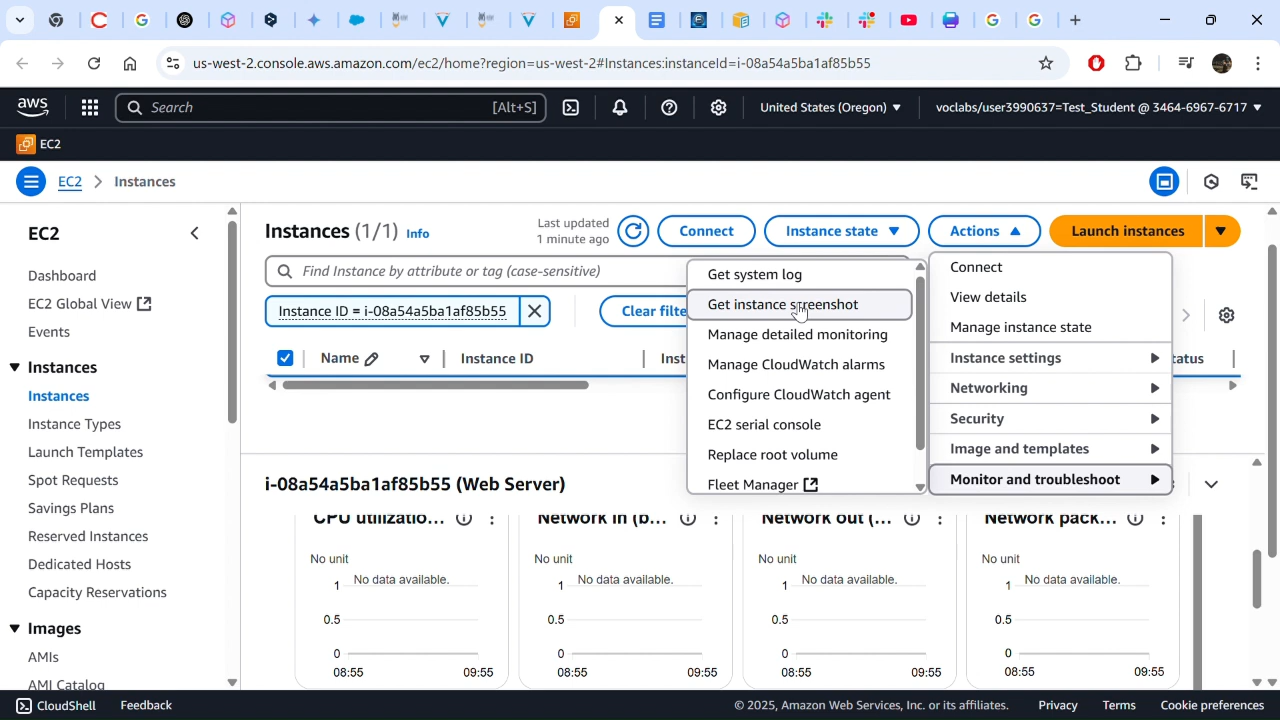 us-west-2.console.aws.amazon.com/ec2/home?region=us-west-2#Instances:instanceId=i-08a54a5ba1af85b55
aws
Search
[Alt+S]
United States (Oregon)
voclabs/user3990637=Test_Student @ 3464-6967-6717
EC2
EC2
Instances
EC2
Dashboard
EC2 Global View
Events
Instances
Instances
Instance Types
Launch Templates
Spot Requests
Savings Plans
Reserved Instances
Dedicated Hosts
Capacity Reservations
Images
AMIs
AMI Catalog
Instances (1/1) Info
Last updated
1 minute ago
Connect
Instance state
Actions
Launch instances
Find Instance by attribute or tag (case-sensitive)
Instance ID = i-08a54a5ba1af85b55
Clear filte
Name
Instance ID
Inst
tatus
Get system log
Get instance screenshot
Manage detailed monitoring
Manage CloudWatch alarms
Configure CloudWatch agent
EC2 serial console
Replace root volume
Fleet Manager
Connect
View details
Manage instance state
Instance settings
Networking
Security
Image and templates
Monitor and troubleshoot
i-08a54a5ba1af85b55 (Web Server)
CPU utilizatio...
No unit
1
No data available.
0.5
0
08:55
09:55
Network in (b...
No unit
1
No data available.
0.5
0
08:55
09:55
Network out (...
No unit
1
No data available.
0.5
0
08:55
09:55
Network pack...
No unit
1
No data available.
0.5
0
08:55
09:55
CloudShell
Feedback
© 2025, Amazon Web Services, Inc. or its affiliates.
Privacy
Terms
Cookie preferences